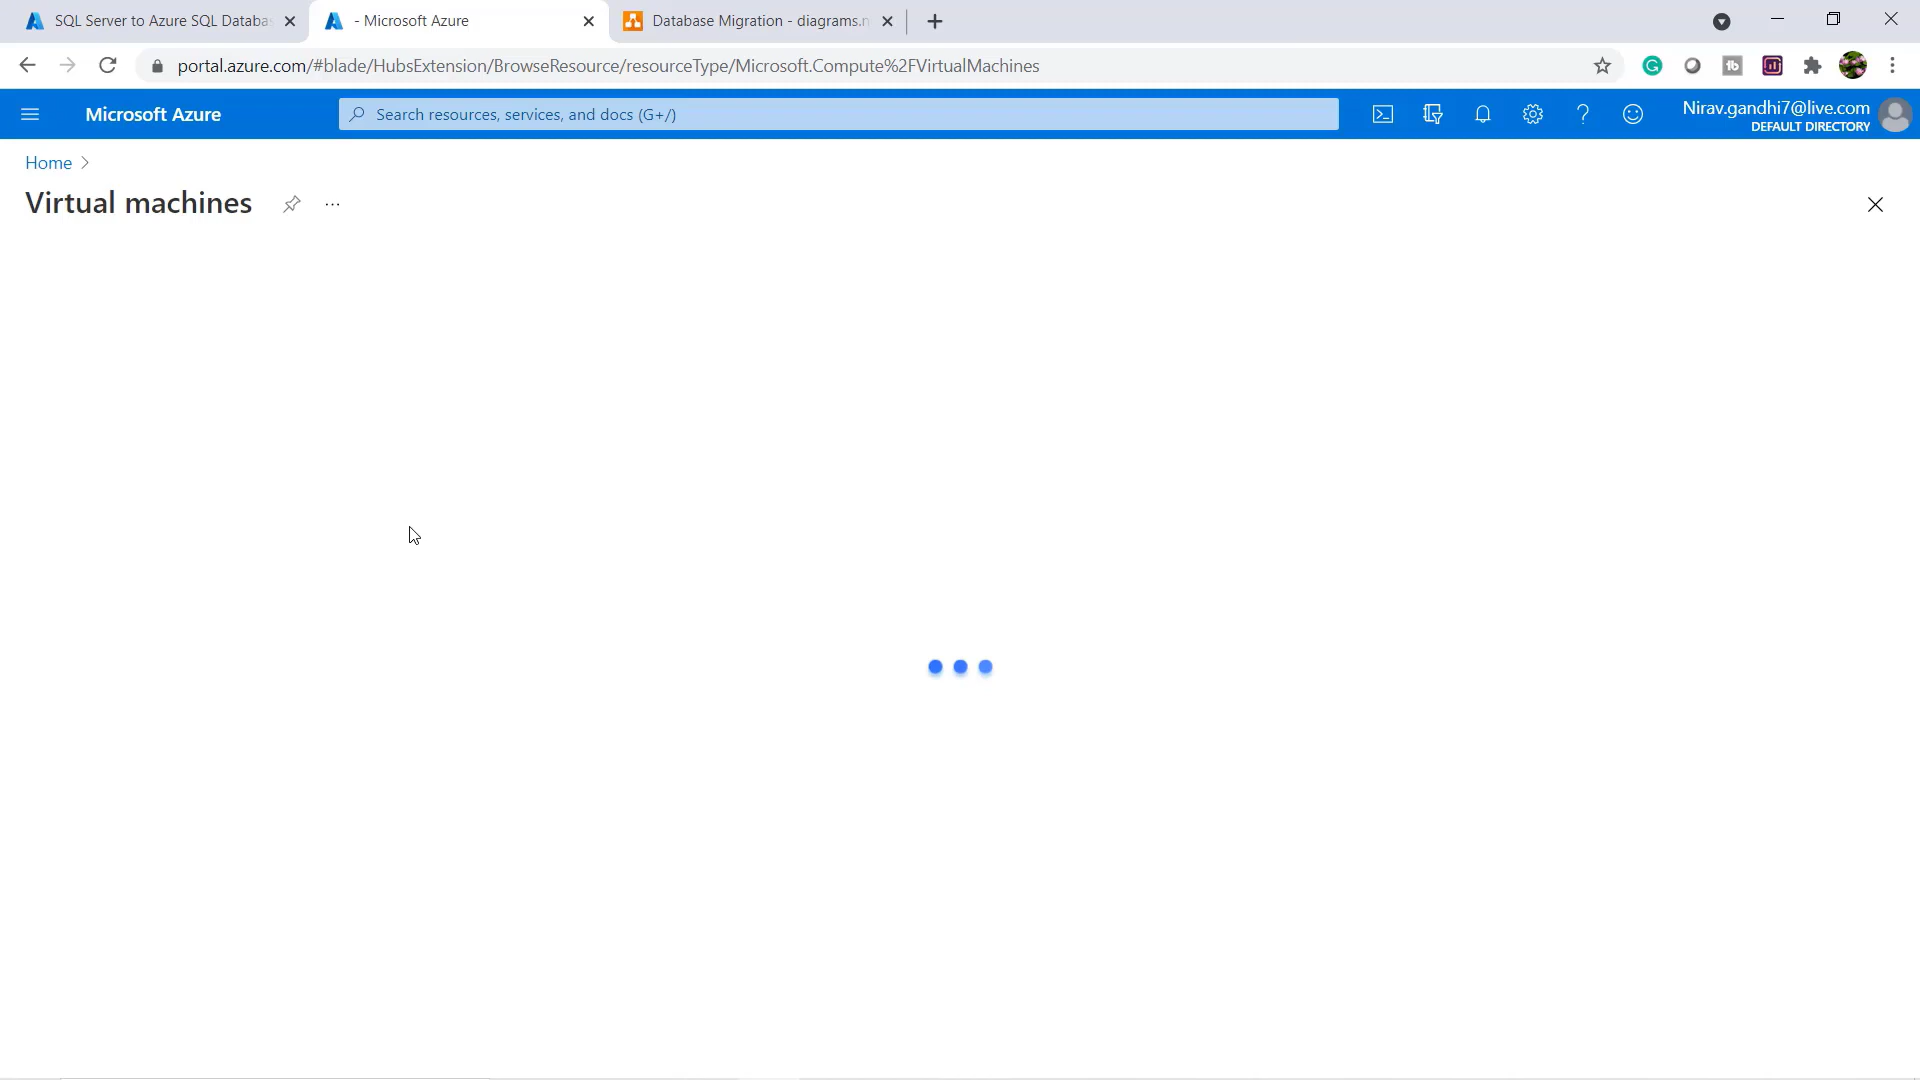 SQL Server to Azure SQL Databa
- Microsoft Azure
Database Migration - diagrams.n
portal.azure.com/#blade/HubsExtension/BrowseResource/resourceType/Microsoft.Compute%2FVirtualMachines
Microsoft Azure
Search resources, services, and docs (G+/)
Nirav.gandhi7@live.com
DEFAULT DIRECTORY
Home
Virtual machines